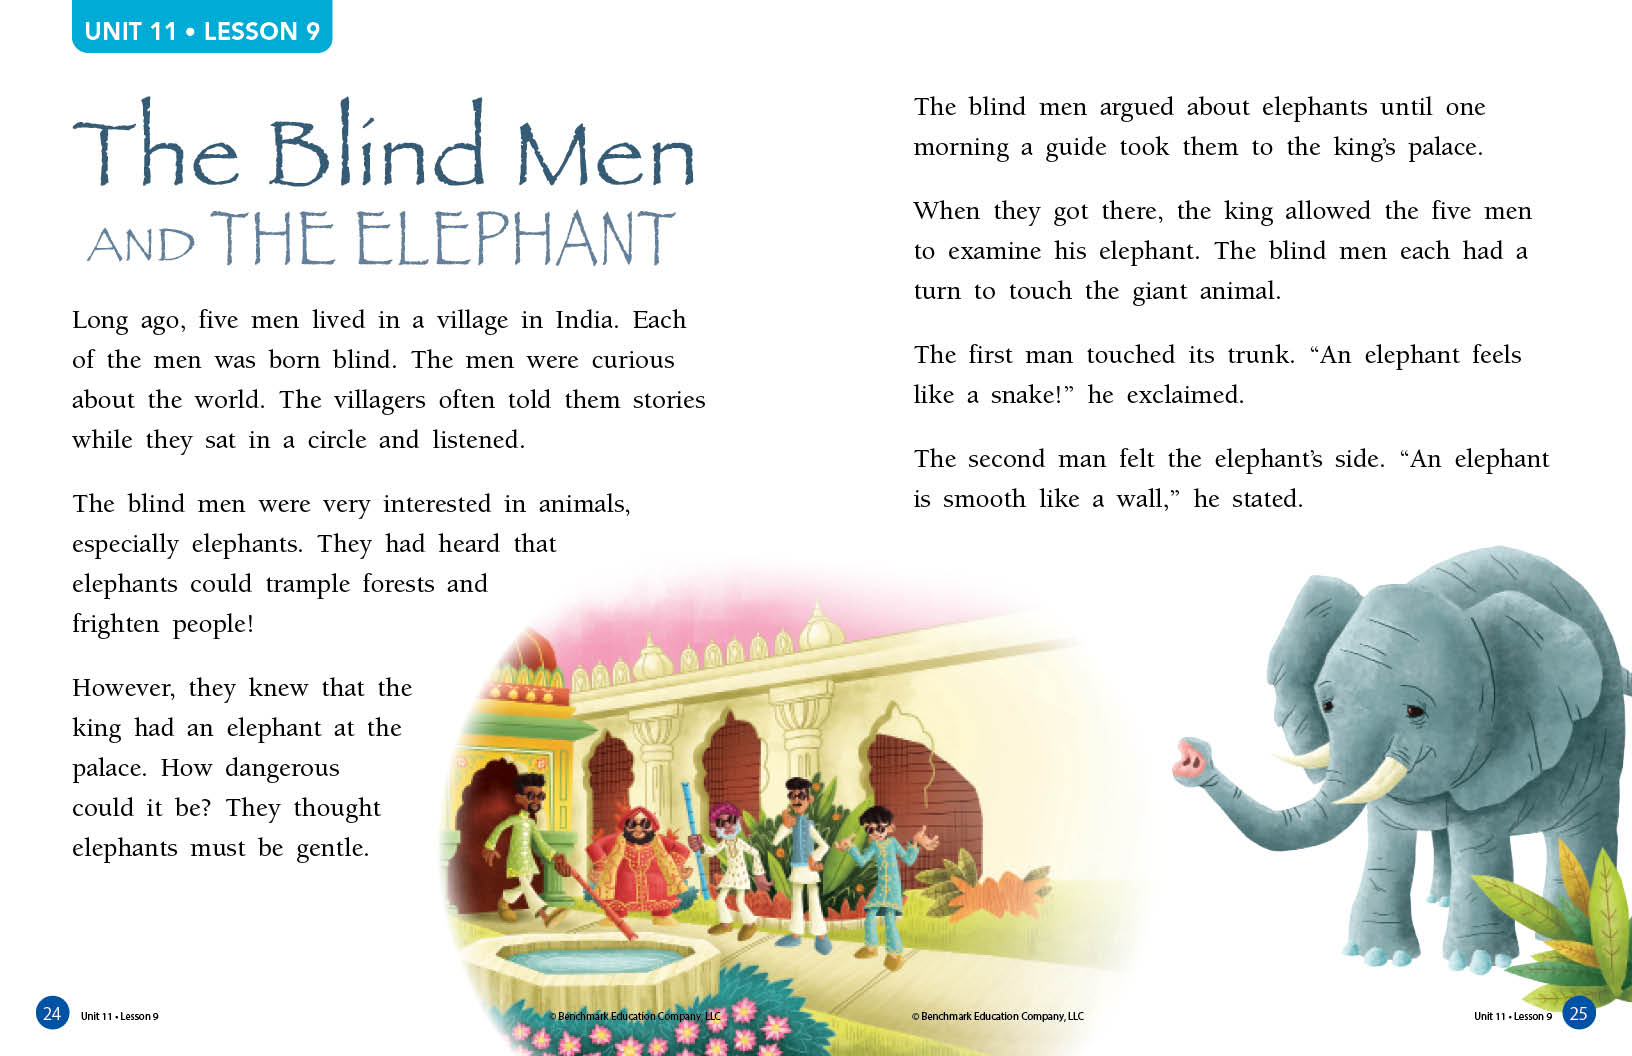 UNIT 11 • LESSON 9
The Blind Men
AND THE ELEPHANT
Long ago, five men lived in a village in India. Each
of the men was born blind. The men were curious
about the world. The villagers often told them stories
while they sat in a circle and listened.
The blind men were very interested in animals,
especially elephants. They had heard that
elephants could trample forests and
frighten people!
However, they knew that the
king had an elephant at the
palace. How dangerous
could it be? They thought
elephants must be gentle.
24
Unit 11 • Lesson 9
© Benchmark Education Company, LLC
The blind men argued about elephants until one
morning a guide took them to the king’s palace.
When they got there, the king allowed the five men
to examine his elephant. The blind men each had a
turn to touch the giant animal.
The first man touched its trunk. “An elephant feels
like a snake!” he exclaimed.
The second man felt the elephant’s side. “An elephant
is smooth like a wall,” he stated.
© Benchmark Education Company, LLC
Unit 11 • Lesson 9
25